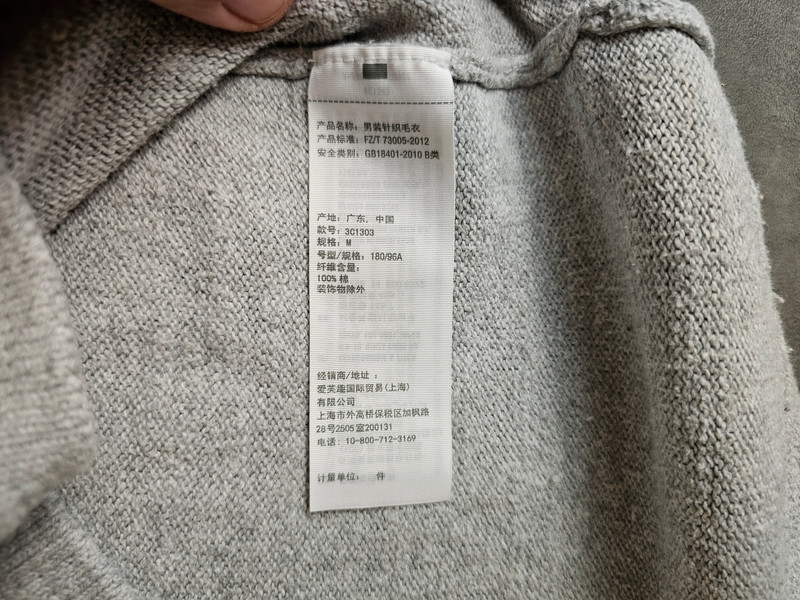 产品名称：男装针织毛衣
产品标准：FZ/T 73005-2012
安全类别：GB18401-2010 B类
产地：广东，中国
款号：3C1303
规格：M
号型/规格：180/96A
纤维含量：
100% 棉
装饰物除外
经销商/地址 ：
爱芙趣国际贸易(上海)
有限公司
上海市外高桥保税区加枫路
28号2505室200131
电话：10-800-712-3169
计量单位： 件